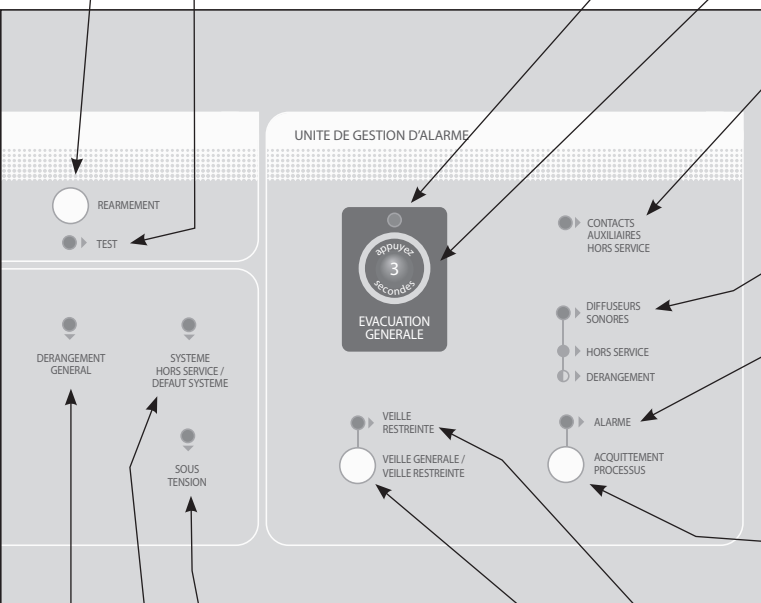 UNITE DE GESTION D'ALARME
REARMEMENT
TEST
DERANGEMENT
GENERAL
SYSTEME
HORS SERVICE /
DEFAUT SYSTEME
SOUS
TENSION
appuyez
3
secondes
EVACUATION
GENERALE
VEILLE
RESTREINTE
VEILLE GENERALE /
VEILLE RESTREINTE
CONTACTS
AUXILIAIRES
HORS SERVICE
DIFFUSEURS
SONORES
HORS SERVICE
DERANGEMENT
ALARME
ACQUITTEMENT
PROCESSUS